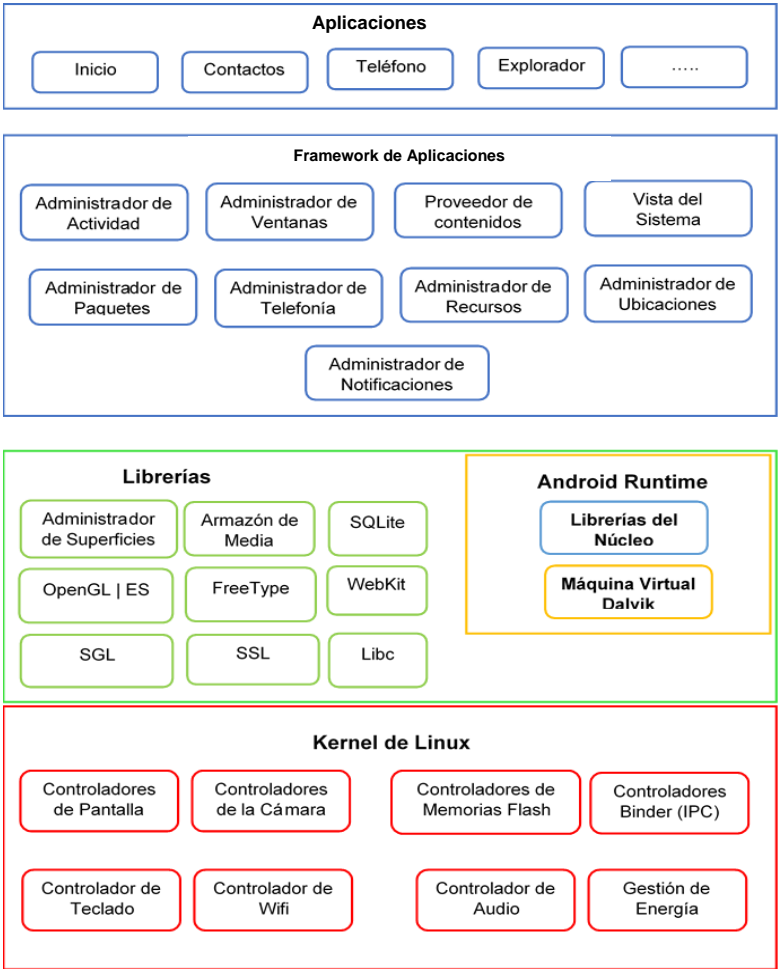 Aplicaciones
Inicio
Contactos
Teléfono
Explorador
.....
Framework de Aplicaciones
Administrador de
Actividad
Administrador de
Ventanas
Proveedor de
contenidos
Vista del
Sistema
Administrador de
Paquetes
Administrador de
Telefonía
Administrador de
Recursos
Administrador de
Ubicaciones
Administrador de
Notificaciones
Librerías
Administrador
de Superficies
Armazón de
Media
SQLite
OpenGL | ES
FreeType
WebKit
SGL
SSL
Libc
Android Runtime
Librerías del
Núcleo
Máquina Virtual
Dalvik
Kernel de Linux
Controladores
de Pantalla
Controladores
de la Cámara
Controladores de
Memorias Flash
Controladores
Binder (IPC)
Controlador de
Teclado
Controlador de
Wifi
Controlador de
Audio
Gestión de
Energía